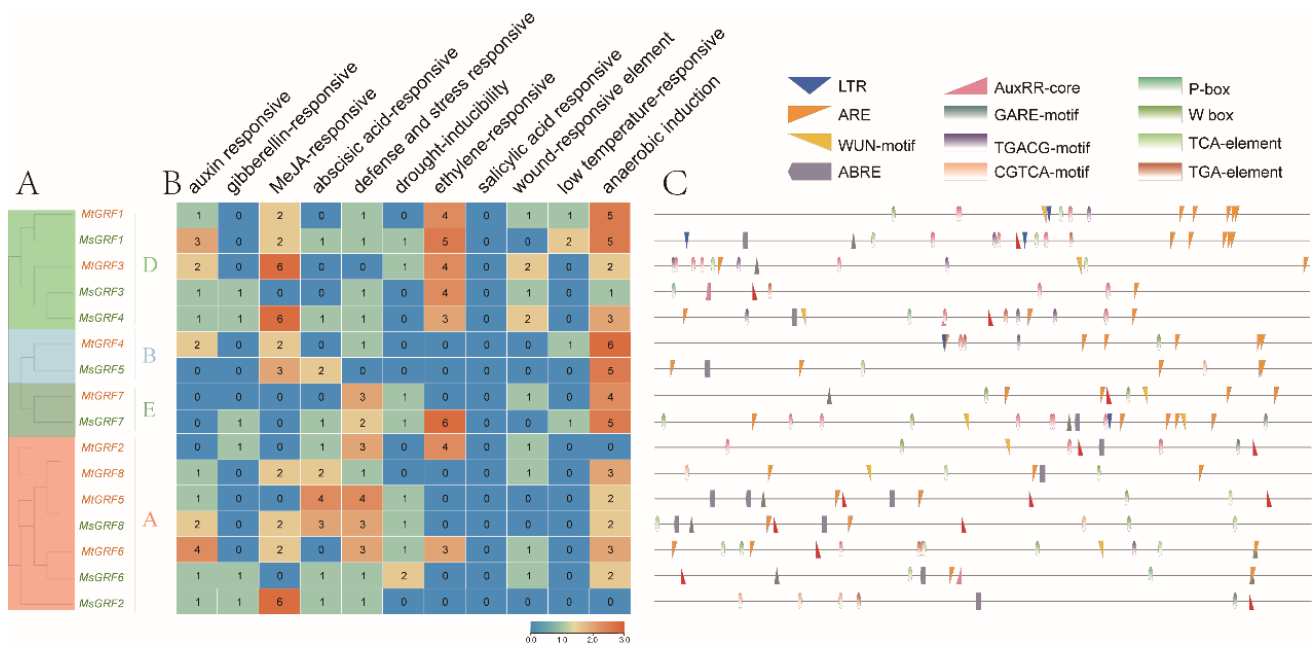 auxin responsive
gibberellin-responsive
MeJA-responsive
abscisic acid-responsive
defense and stress responsive
drought-inducibility
ethylene-responsive
salicylic acid responsive
wound-responsive element
low temperature-responsive
anaerobic induction
LTR
ARE
WUN-motif
ABRE
AuxRR-core
GARE-motif
TGACG-motif
CGTCA-motif
P-box
W box
TCA-element
TGA-element
A
B
C
MtGRF1 1 0 2 0 1 0 4 0 1 1 5
MsGRF1 3 0 2 1 1 1 5 0 0 2 5
MtGRF3 2 0 6 0 0 1 4 0 2 0 2
MsGRF3 1 1 0 0 1 0 4 0 1 0 1
MsGRF4 1 1 6 1 1 0 3 0 2 0 3
MtGRF4 2 0 2 0 1 0 0 0 0 1 6
MsGRF5 0 0 3 2 0 0 0 0 0 0 5
MtGRF7 0 0 0 0 3 1 0 0 1 0 4
MsGRF7 0 1 0 1 2 1 6 0 1 1 5
MtGRF2 0 1 0 1 3 0 4 0 1 0 0
MtGRF8 1 0 2 2 1 0 0 0 1 0 3
MtGRF5 1 0 0 4 4 1 0 0 0 0 2
MsGRF8 2 0 2 3 3 1 0 0 0 0 2
MtGRF6 4 0 2 0 3 1 3 0 1 0 3
MsGRF6 1 1 0 1 1 2 0 0 1 0 2
MsGRF2 1 1 6 1 1 0 0 0 0 0 0
D
B
E
A
0.0 2.0 3.0